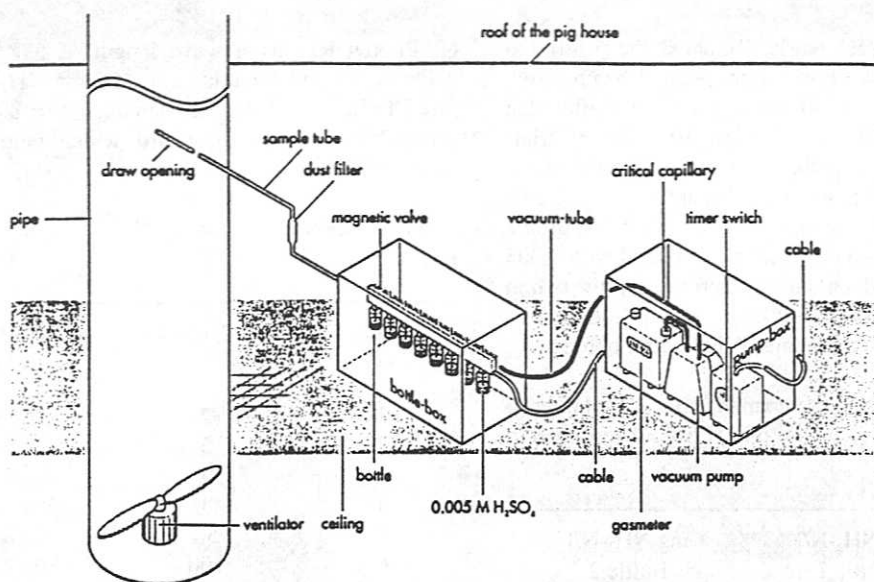 roof of the pig house
sample tube
draw opening
dust filter
critical capillary
pipe
magnetic valve
vacuum-tube
timer switch
cable
pump-box
bottle-box
bottle
cable
vacuum pump
0.005 M H₂SO₄
ventilator
ceiling
gasmeter